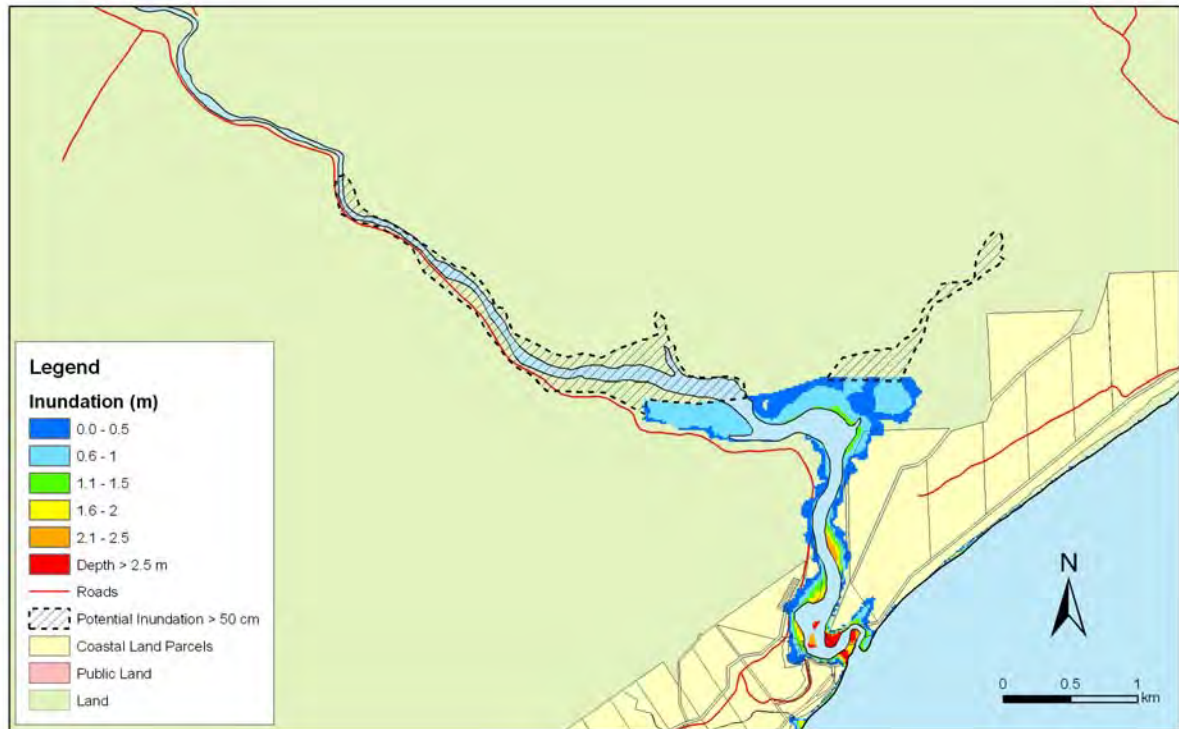 Legend
Inundation (m)
0.0 - 0.5
0.6 - 1
1.1 - 1.5
1.6 - 2
2.1 - 2.5
Depth > 2.5 m
Roads
Potential Inundation > 50 cm
Coastal Land Parcels
Public Land
Land
N
0 0.5 1
km